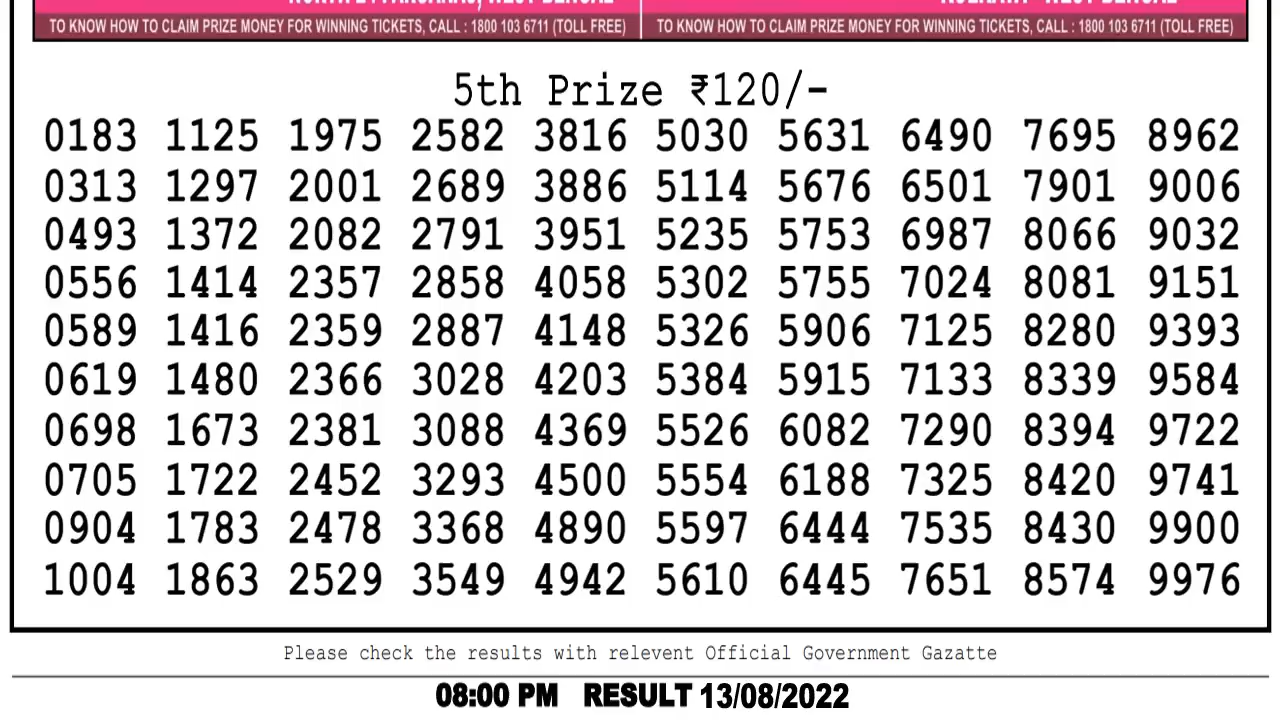 TO KNOW HOW TO CLAIM PRIZE MONEY FOR WINNING TICKETS, CALL : 1800 103 6711 (TOLL FREE) TO KNOW HOW TO CLAIM PRIZE MONEY FOR WINNING TICKETS, CALL : 1800 103 6711 (TOLL FREE)
5th Prize ₹120/-
0183 1125 1975 2582 3816 5030 5631 6490 7695 8962
0313 1297 2001 2689 3886 5114 5676 6501 7901 9006
0493 1372 2082 2791 3951 5235 5753 6987 8066 9032
0556 1414 2357 2858 4058 5302 5755 7024 8081 9151
0589 1416 2359 2887 4148 5326 5906 7125 8280 9393
0619 1480 2366 3028 4203 5384 5915 7133 8339 9584
0698 1673 2381 3088 4369 5526 6082 7290 8394 9722
0705 1722 2452 3293 4500 5554 6188 7325 8420 9741
0904 1783 2478 3368 4890 5597 6444 7535 8430 9900
1004 1863 2529 3549 4942 5610 6445 7651 8574 9976
Please check the results with relevent Official Government Gazatte
08:00 PM RESULT 13/08/2022